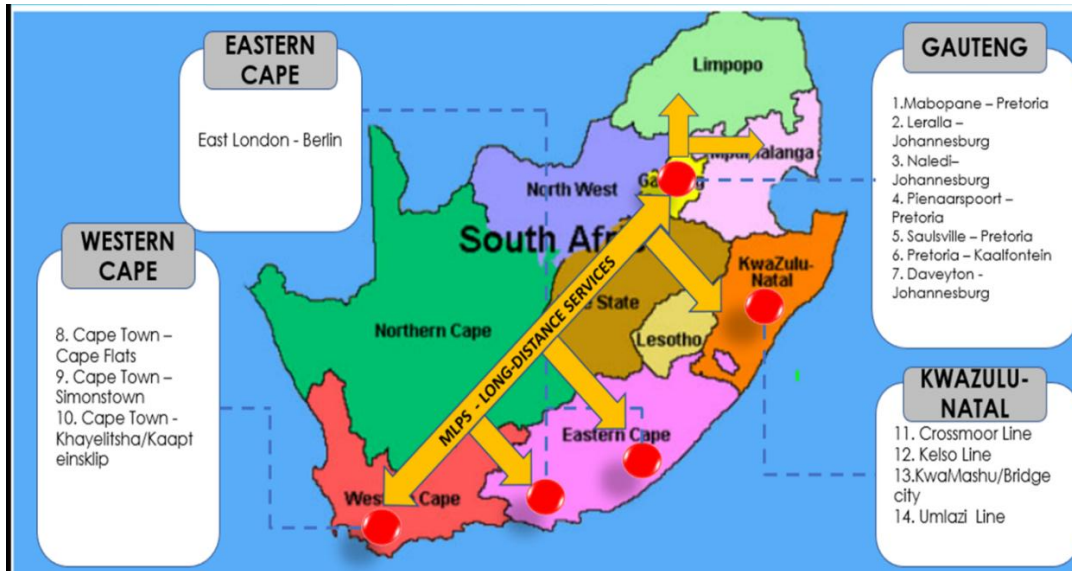 EASTERN
CAPE
East London - Berlin
WESTERN
CAPE
8. Cape Town –
Cape Flats
9. Cape Town –
Simonstown
10. Cape Town -
Khayelitsha/Kaapt
einsklip
GAUTENG
1.Mabopane – Pretoria
2. Leralla –
Johannesburg
3. Naledi–
Johannesburg
4. Pienaarspoort –
Pretoria
5. Saulsville – Pretoria
6. Pretoria – Kaalfontein
7. Daveyton -
Johannesburg
KWAZULU-
NATAL
11. Crossmoor Line
12. Kelso Line
13.KwaMashu/Bridge
city
14. Umlazi Line
Limpopo
North West
South
State
KwaZulu-
Natal
Northern Cape
Lesotho
Eastern Cape
Cape
MLPS - LONG-DISTANCE SERVICES